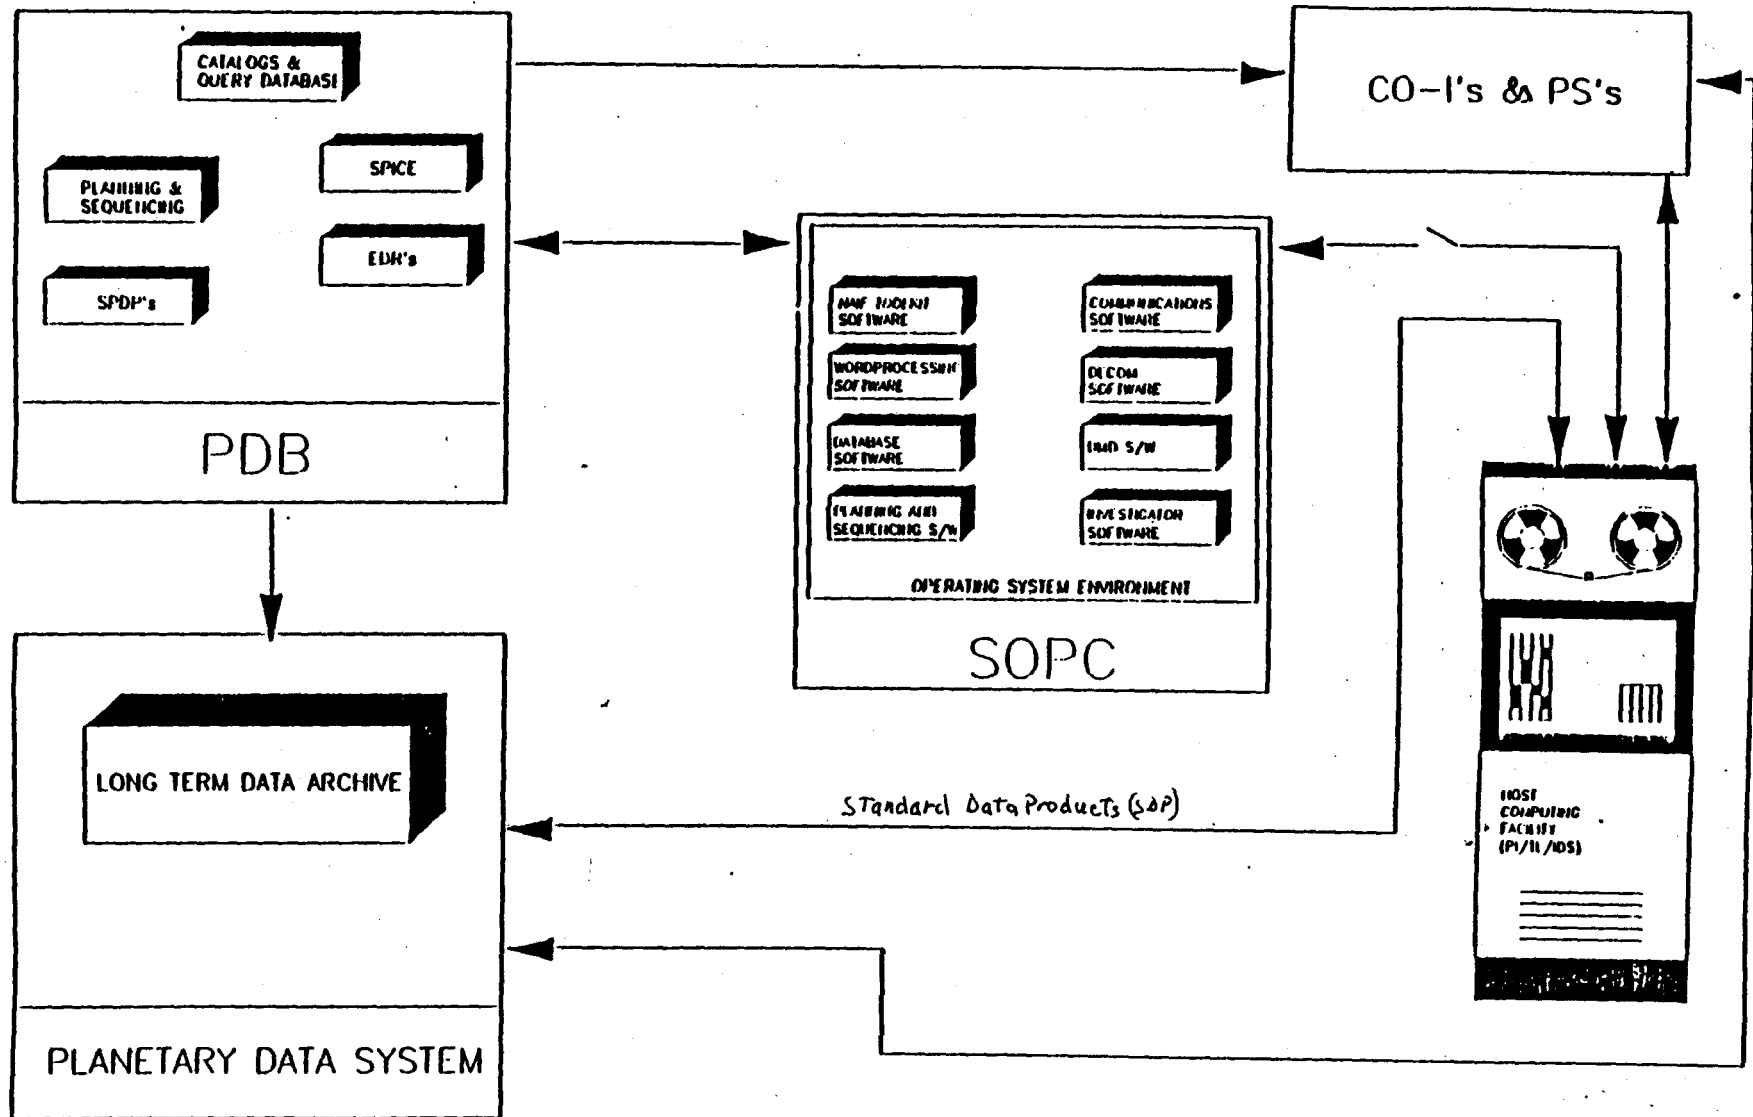 CATALOGS &
QUERY DATABASE
PLANNING &
SEQUENCING
SPICE
EDR's
SPDP's
PDB
CO-I's & PS's
NAIF TOOLKIT
SOFTWARE
COMMUNICATIONS
SOFTWARE
WORDPROCESSING
SOFTWARE
DECOM
SOFTWARE
DATABASE
SOFTWARE
S/W
PLANNING AND
SEQUENCING S/W
INVESTIGATOR
SOFTWARE
OPERATING SYSTEM ENVIRONMENT
SOPC
LONG TERM DATA ARCHIVE
Standard Data Products (SDP)
HOST
COMPUTING
FACILITY
(PI/TL/IDS)
PLANETARY DATA SYSTEM